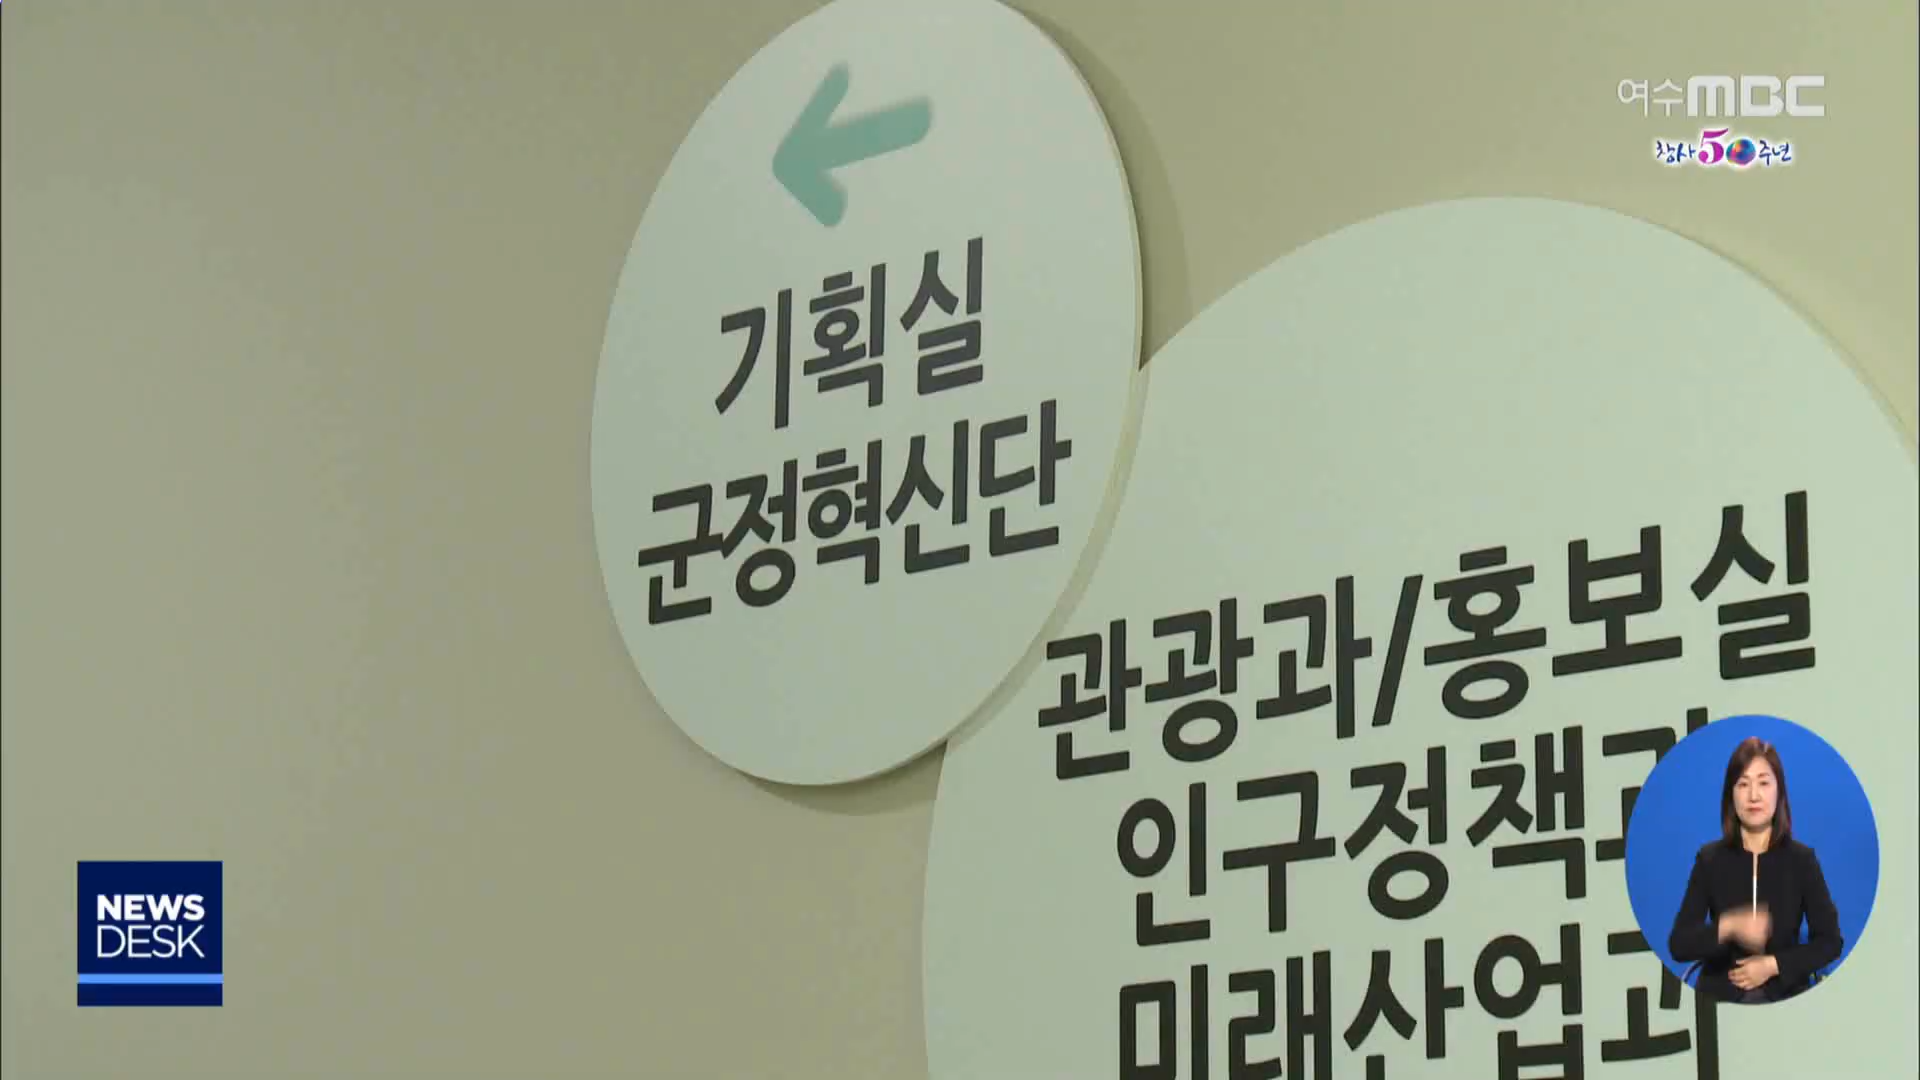 여수MBC
창사50주년
기획실
군정혁신단
관광과/홍보실
인구정책과
미래산업과
NEWS
DESK